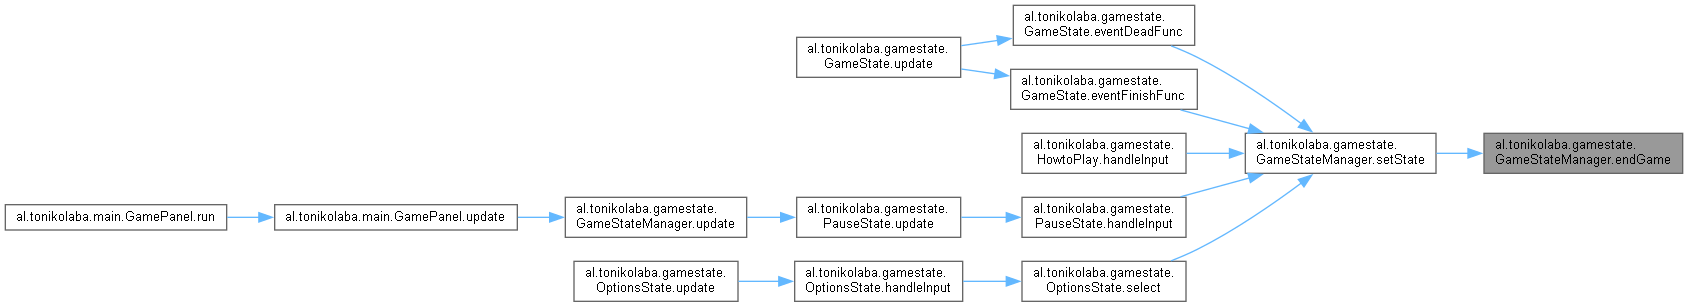 al.tonikolaba.gamestate.
GameState.eventDeadFunc
al.tonikolaba.gamestate.
GameState.update
al.tonikolaba.gamestate.
GameState.eventFinishFunc
al.tonikolaba.gamestate.
HowtoPlay.handleInput
al.tonikolaba.gamestate.
GameStateManager.setState
al.tonikolaba.gamestate.
GameStateManager.endGame
al.tonikolaba.main.GamePanel.run
al.tonikolaba.main.GamePanel.update
al.tonikolaba.gamestate.
GameStateManager.update
al.tonikolaba.gamestate.
PauseState.update
al.tonikolaba.gamestate.
PauseState.handleInput
al.tonikolaba.gamestate.
OptionsState.update
al.tonikolaba.gamestate.
OptionsState.handleInput
al.tonikolaba.gamestate.
OptionsState.select